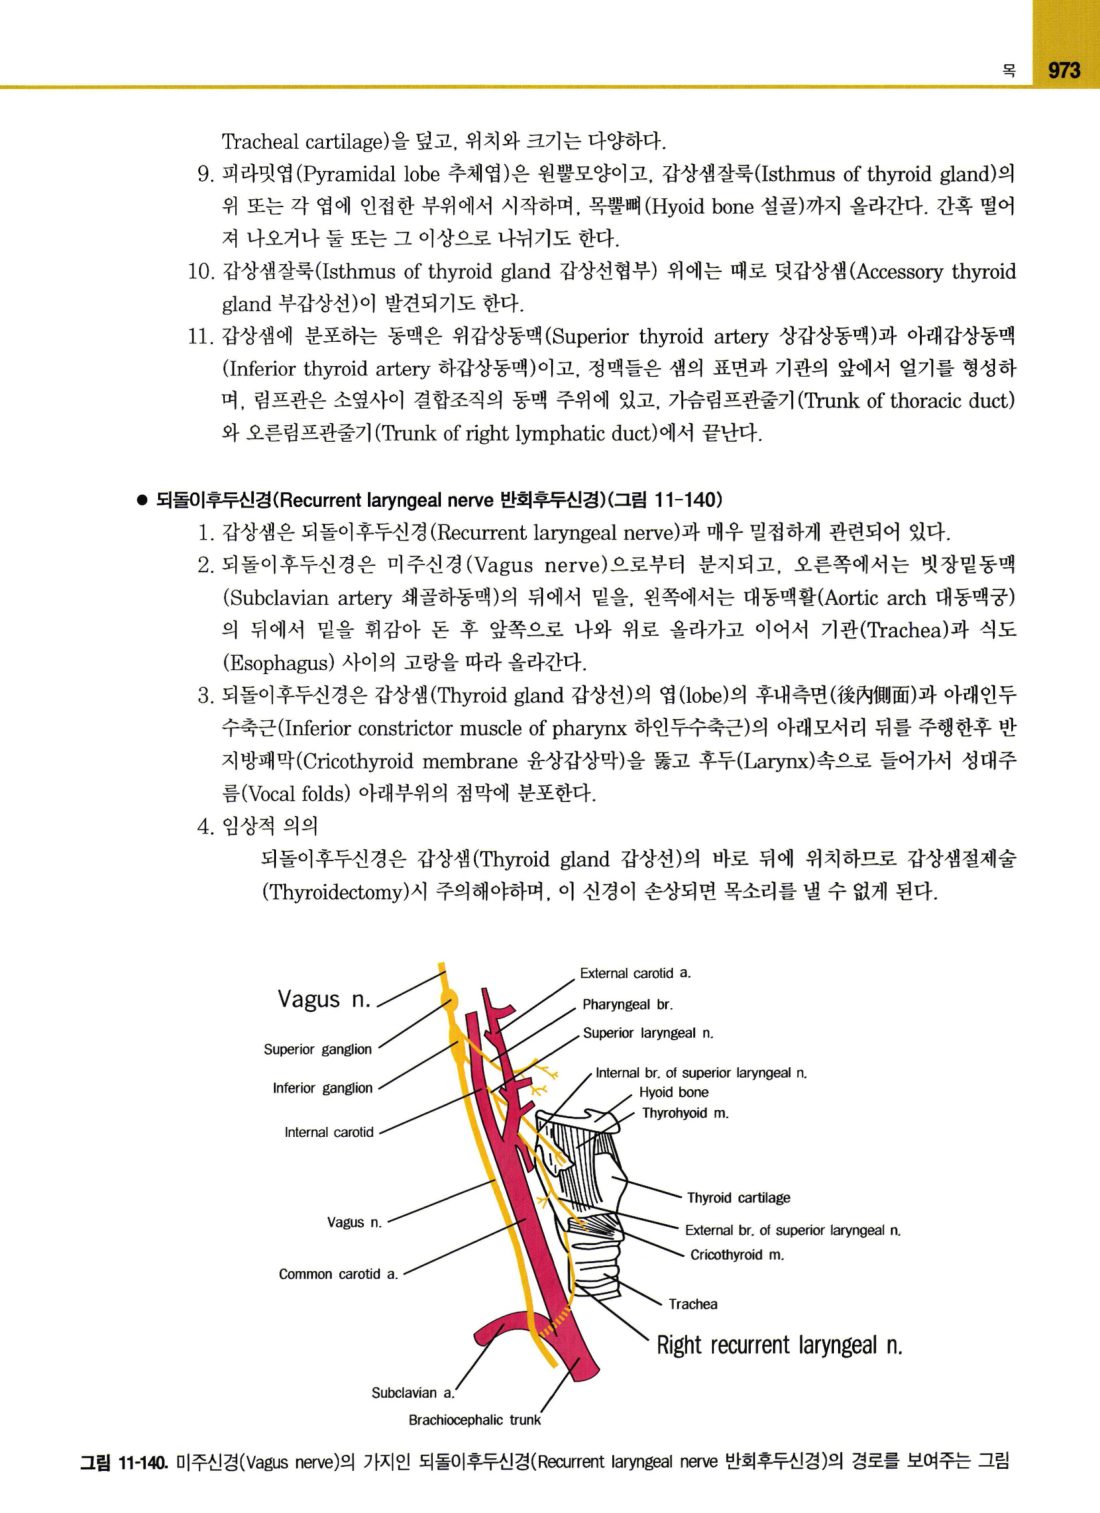 목 973
Tracheal cartilage)을 덮고, 위치와 크기는 다양하다.
9. 피라밋엽(Pyramidal lobe 추체엽)은 원뿔모양이고, 갑상샘잘룩(Isthmus of thyroid gland)의
위 또는 각 엽에 인접한 부위에서 시작하며, 목뿔뼈(Hyoid bone 설골)까지 올라간다. 간혹 떨어
져 나오거나 둘 또는 그 이상으로 나뉘기도 한다.
10. 갑상샘잘룩(Isthmus of thyroid gland 갑상선협부) 위에는 때로 덧갑상샘(Accessory thyroid
gland 부갑상선)이 발견되기도 한다.
11. 갑상샘에 분포하는 동맥은 위갑상동맥(Superior thyroid artery 상갑상동맥)과 아래갑상동맥
(Inferior thyroid artery 하갑상동맥)이고, 정맥들은 샘의 표면과 기관의 앞에서 얼기를 형성하
며, 림프관은 소엽사이 결합조직의 동맥 주위에 있고, 가슴림프관줄기(Trunk of thoracic duct)
와 오른림프관줄기(Trunk of right lymphatic duct)에서 끝난다.
● 되돌이후두신경(Recurrent laryngeal nerve 반회후두신경)(그림 11-140)
1. 갑상샘은 되돌이후두신경(Recurrent laryngeal nerve)과 매우 밀접하게 관련되어 있다.
2. 되돌이후두신경은 미주신경(Vagus nerve)으로부터 분지되고, 오른쪽에서는 빗장밑동맥
(Subclavian artery 쇄골하동맥)의 뒤에서 밑을, 왼쪽에서는 대동맥활(Aortic arch 대동맥궁)
의 뒤에서 밑을 휘감아 돈 후 앞쪽으로 나와 위로 올라가고 이어서 기관(Trachea)과 식도
(Esophagus) 사이의 고랑을 따라 올라간다.
3. 되돌이후두신경은 갑상샘(Thyroid gland 갑상선)의 엽(lobe)의 후내측면(後內側面)과 아래인두
수축근(Inferior constrictor muscle of pharynx 하인두수축근)의 아래모서리 뒤를 주행한후 반
지방패막(Cricothyroid membrane 윤상갑상막)을 뚫고 후두(Larynx)속으로 들어가서 성대주
름(Vocal folds) 아래부위의 점막에 분포한다.
4. 임상적 의의
되돌이후두신경은 갑상샘(Thyroid gland 갑상선)의 바로 뒤에 위치하므로 갑상샘절제술
(Thyroidectomy)시 주의해야하며, 이 신경이 손상되면 목소리를 낼 수 없게 된다.
External carotid a.
Vagus n.
Pharyngeal br.
Superior laryngeal n.
Superior ganglion
Internal br. of superior laryngeal n.
Inferior ganglion
Hyoid bone
Thyrohyoid m.
Internal carotid
Thyroid cartilage
Vagus n.
External br. of superior laryngeal n.
Cricothyroid m.
Common carotid a.
Trachea
Right recurrent laryngeal n.
Subclavian a.
Brachiocephalic trunk
그림 11-140. 미주신경(Vagus nerve)의 가지인 되돌이후두신경(Recurrent laryngeal nerve 반회후두신경)의 경로를 보여주는 그림